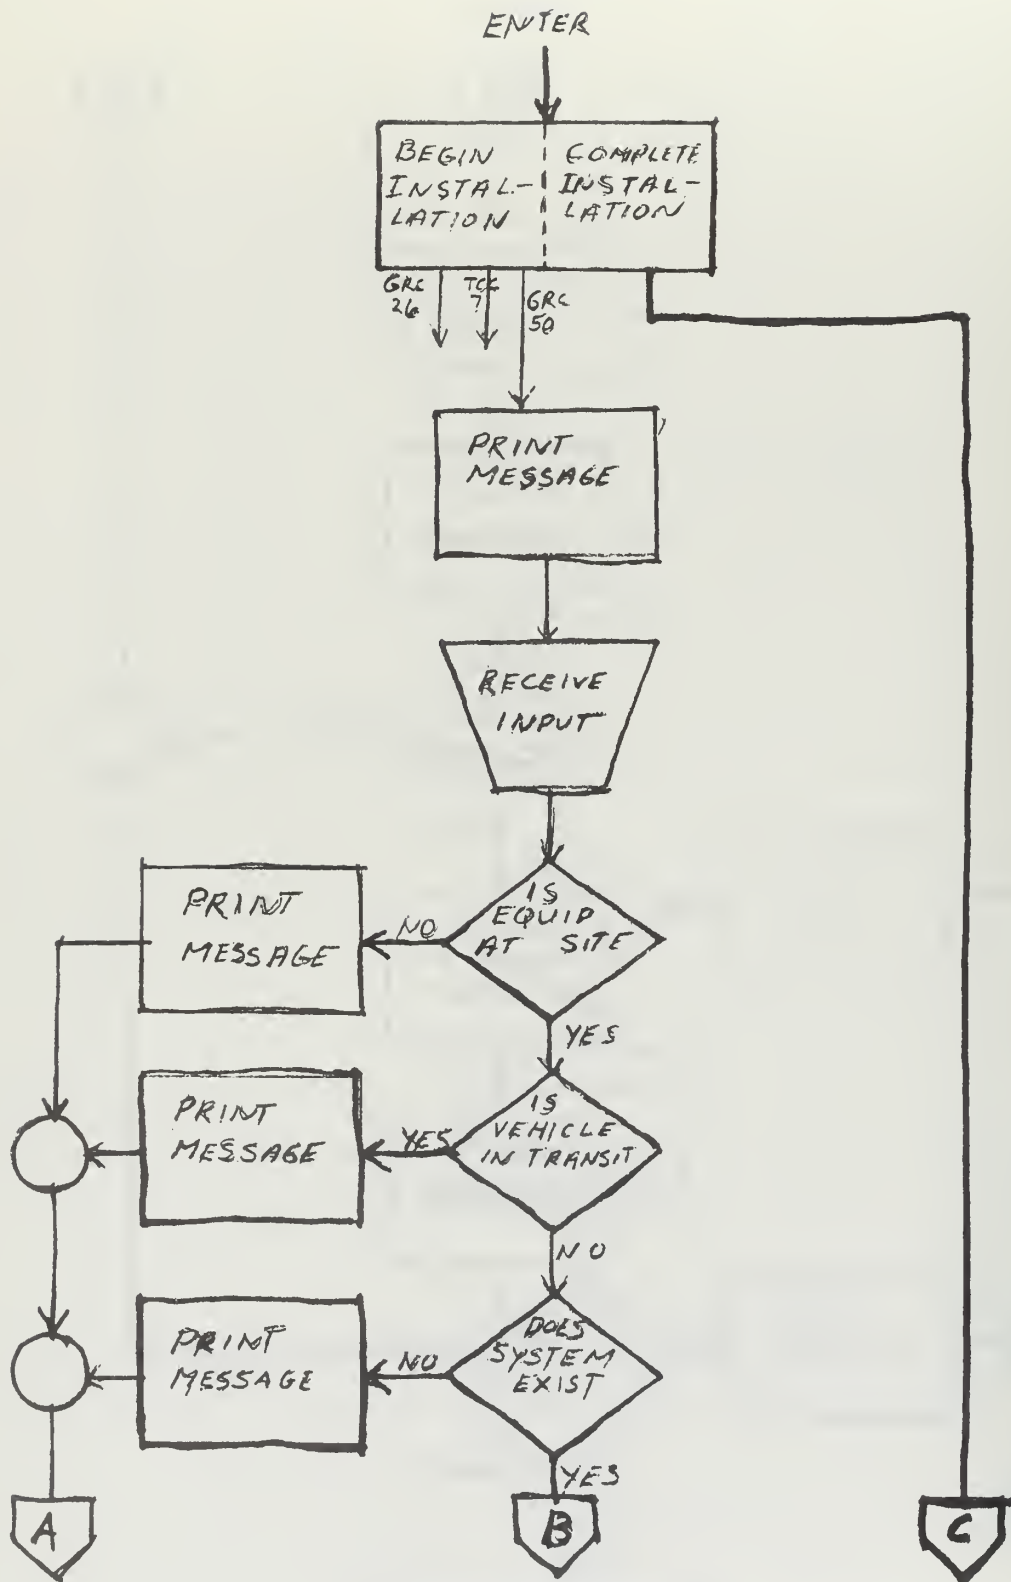 ENTER
BEGIN
INSTAL-
LATION
COMPLETE
INSTAL-
LATION
GRC
26
TCC
7
GRC
50
PRINT
MESSAGE
RECEIVE
INPUT
IS
EQUIP
AT SITE
NO
PRINT
MESSAGE
YES
IS
VEHICLE
IN TRANSIT
YES
PRINT
MESSAGE
NO
DOES
SYSTEM
EXIST
NO
PRINT
MESSAGE
YES
A
B
C